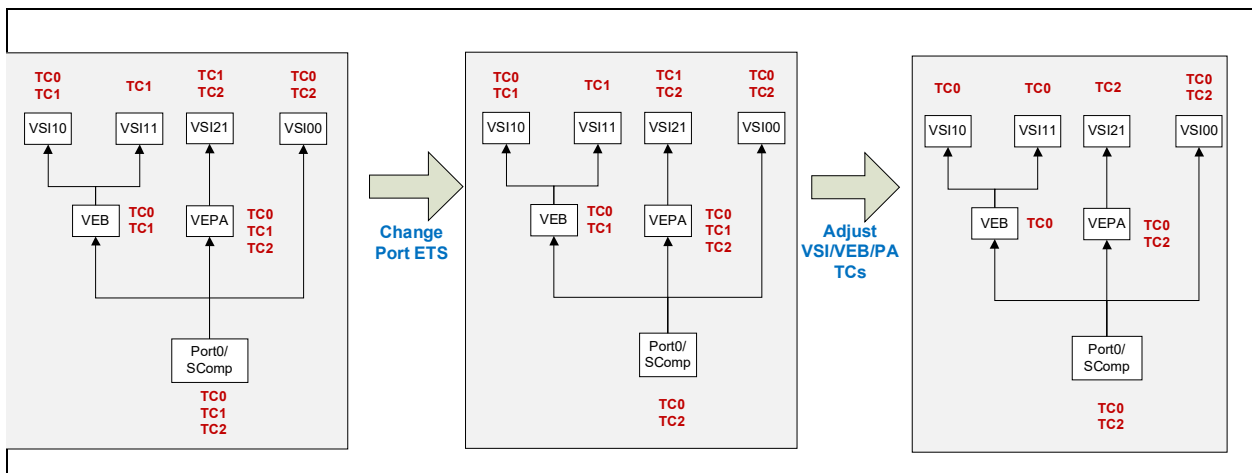 TC0
TC1
TC1
TC1
TC2
TC0
TC2
VSI10
VSI11
VSI21
VSI00
VEB
TC0
TC1
VEPA
TC0
TC1
TC2
Port0/
SComp
TC0
TC1
TC2
Change
Port ETS
TC0
TC1
TC1
TC1
TC2
TC0
TC2
VSI10
VSI11
VSI21
VSI00
VEB
TC0
TC1
VEPA
TC0
TC1
TC2
Port0/
SComp
TC0
TC2
Adjust
VSI/VEB/PA
TCs
TC0
TC0
TC2
TC0
TC2
VSI10
VSI11
VSI21
VSI00
VEB
TC0
VEPA
TC0
TC2
Port0/
SComp
TC0
TC2